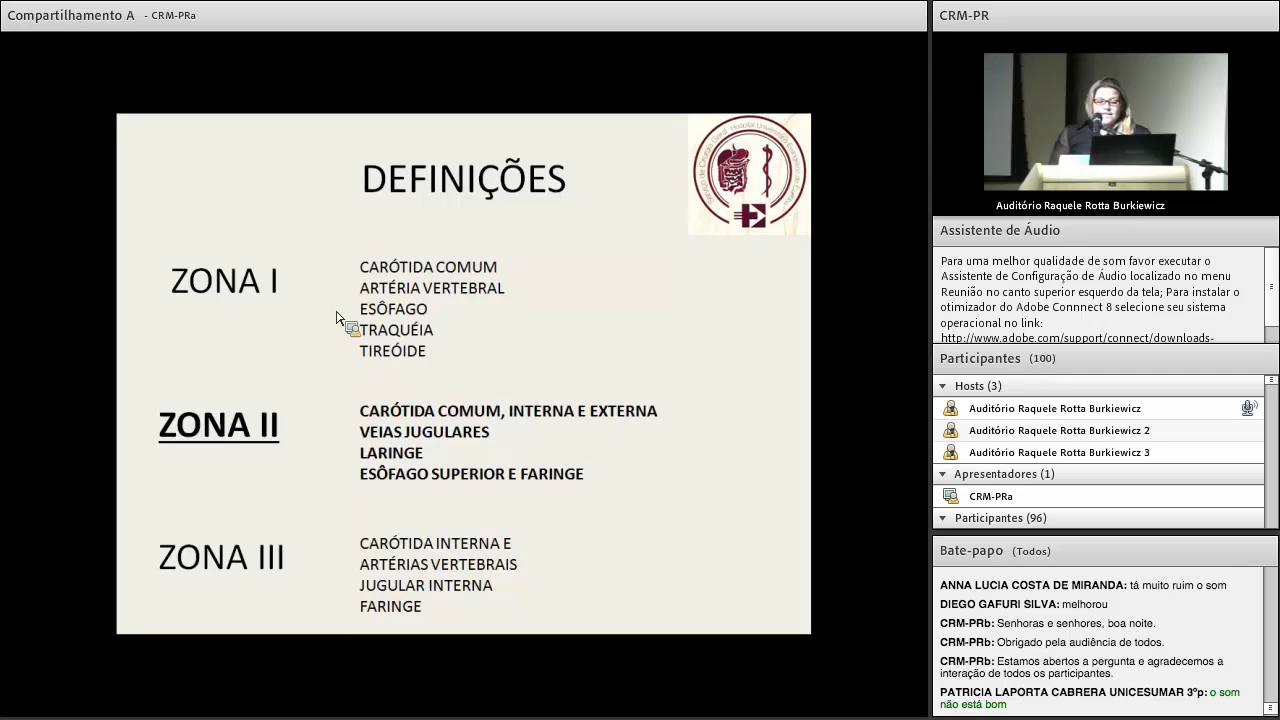 Compartilhamento A - CRM-PRa
DEFINIÇÕES
ZONA I
CARÓTIDA COMUM
ARTÉRIA VERTEBRAL
ESÔFAGO
TRAQUÉIA
TIREÓIDE
ZONA II
CARÓTIDA COMUM, INTERNA E EXTERNA
VEIAS JUGULARES
LARINGE
ESÔFAGO SUPERIOR E FARINGE
ZONA III
CARÓTIDA INTERNA E
ARTÉRIAS VERTEBRAIS
JUGULAR INTERNA
FARINGE
CRM-PR
Auditório Raquele Rotta Burkiewicz
Assistente de Áudio
Para uma melhor qualidade de som favor executar o
Assistente de Configuração de Áudio localizado no menu
Reunião no canto superior esquerdo da tela; Para instalar o
otimizador do Adobe Connnect 8 selecione seu sistema
operacional no link:
http://www.adobe.com/support/connect/downloads-
Participantes (100)
Hosts (3)
Auditório Raquele Rotta Burkiewicz
Auditório Raquele Rotta Burkiewicz 2
Auditório Raquele Rotta Burkiewicz 3
Apresentadores (1)
CRM-PRa
Participantes (96)
Bate-papo (Todos)
ANNA LUCIA COSTA DE MIRANDA: tá muito ruim o som
DIEGO GAFURI SILVA: melhorou
CRM-PRb: Senhoras e senhores, boa noite.
CRM-PRb: Obrigado pela audiência de todos.
CRM-PRb: Estamos abertos a pergunta e agradecemos a
interação de todos os participantes.
PATRICIA LAPORTA CABRERA UNICESUMAR 3ºp: o som
não está bom